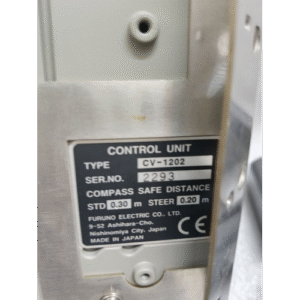 CONTROL UNIT
TYPE CV-1202
SER.NO. 2293
COMPASS SAFE DISTANCE
STD 0.30 m STEER 0.20 m
FURUNO ELECTRIC CO., LTD.
9-52 Ashihara-Cho,
Nishinomiya City, Japan
MADE IN JAPAN CE